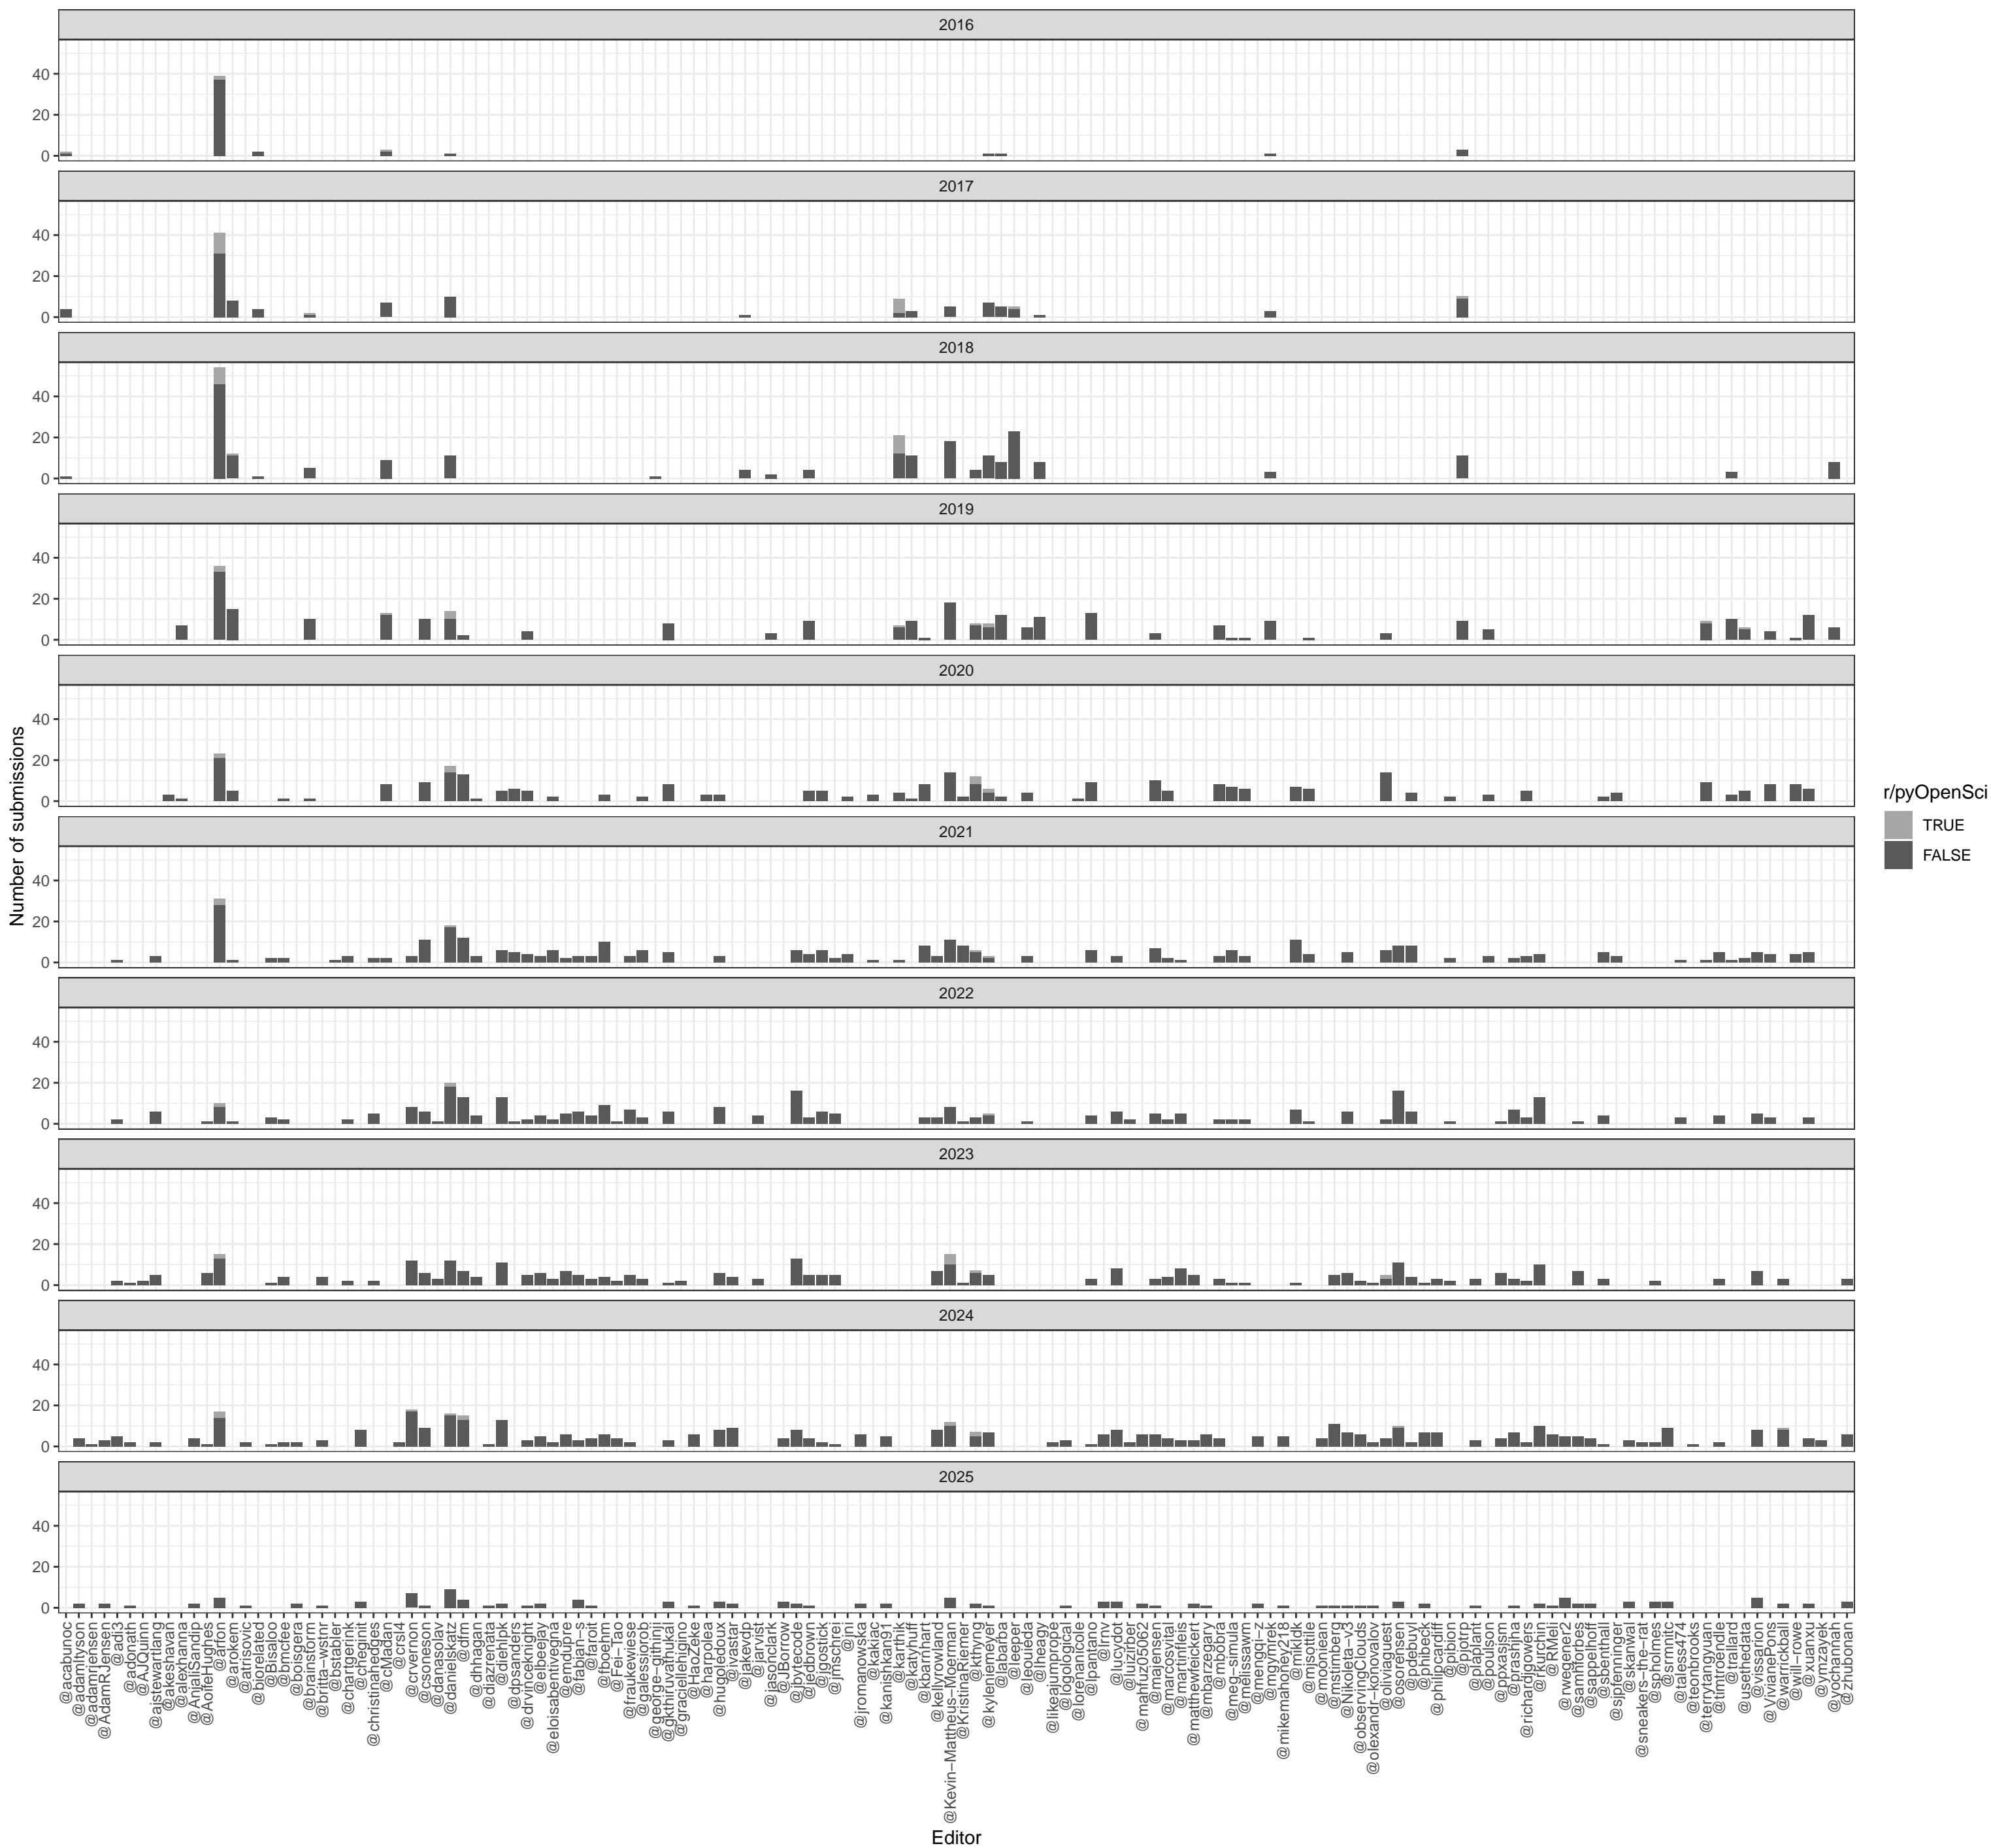 2016
40
20
0
2017
40
20
0
2018
40
20
0
2019
40
20
0
2020
40
20
0
2021
40
20
0
2022
40
20
0
2023
40
20
0
2024
40
20
0
2025
40
20
0
Number of submissions
r/pyOpenSci
TRUE
FALSE
@acabunoc
@adamltyson
@adamrjensen
@AdamRJensen
@adi3
@adonath
@AJQuinn
@ajstewartlang
@akeshavan
@alexhanna
@AnjaliSandip
@AoifeHughes
@arfon
@arokem
@atrisovic
@biorelated
@Bisaloo
@bmcfee
@boisgera
@brainstorm
@britta-wstnr
@bstabler
@chartgerink
@cheginit
@christinahedges
@cMadan
@crsl4
@crvernon
@csoneson
@danasolav
@danielskatz
@dfm
@dhhagan
@diazrenata
@diehlpk
@dpsanders
@drvinceknight
@elbeejay
@eloisabentivegna
@emdupre
@fabian-s
@faroit
@fboehm
@Fei-Tao
@fraukewiese
@galessiorob
@george-githinji
@gkthiruvathukal
@graciellehigino
@HaoZeke
@harpolea
@hugoledoux
@ivastar
@jakevdp
@jarvist
@jasonclark
@JBorrow
@jbytecode
@jedbrown
@jgostick
@jmschrei
@jni
@jromanowska
@kakiac
@kanishkan91
@karthik
@katyhuff
@kbarnhart
@kellyrowland
@Kevin-Mattheus-Moerman
@KristinaRiemer
@kthyng
@kyleniemeyer
@labarba
@leeper
@leouieda
@lheagy
@likeajumprope
@logological
@lorenanicole
@lpantano
@lrnv
@lucydot
@luizirber
@mahfuz05062
@majensen
@marcosvital
@martinfleis
@matthewfeickert
@mbarzegary
@mbobra
@meg-simula
@melissawm
@mengqi-z
@mgymrek
@mikemahoney218
@mikldk
@mjsottile
@mooniean
@mstimberg
@Nikoleta-v3
@observingClouds
@olexandr-konovalov
@oliviaguest
@osorensen
@pdebuyl
@phibeck
@philipcardiff
@pibion
@pjotrp
@plaplant
@poulson
@ppxasjsm
@prashjha
@richardjgowers
@rkurchin
@RMeli
@rwegener2
@samhforbes
@sappelhoff
@sbenthall
@sjpfenninger
@skanwal
@sneakers-the-rat
@spholmes
@srmnitc
@taless474
@teonbrooks
@terrytangyuan
@timtroendle
@trallard
@usethedata
@vissarion
@VivianePons
@warrickball
@will-rowe
@xuanxu
@ymzayek
@yochannah
@zhubonan
Editor